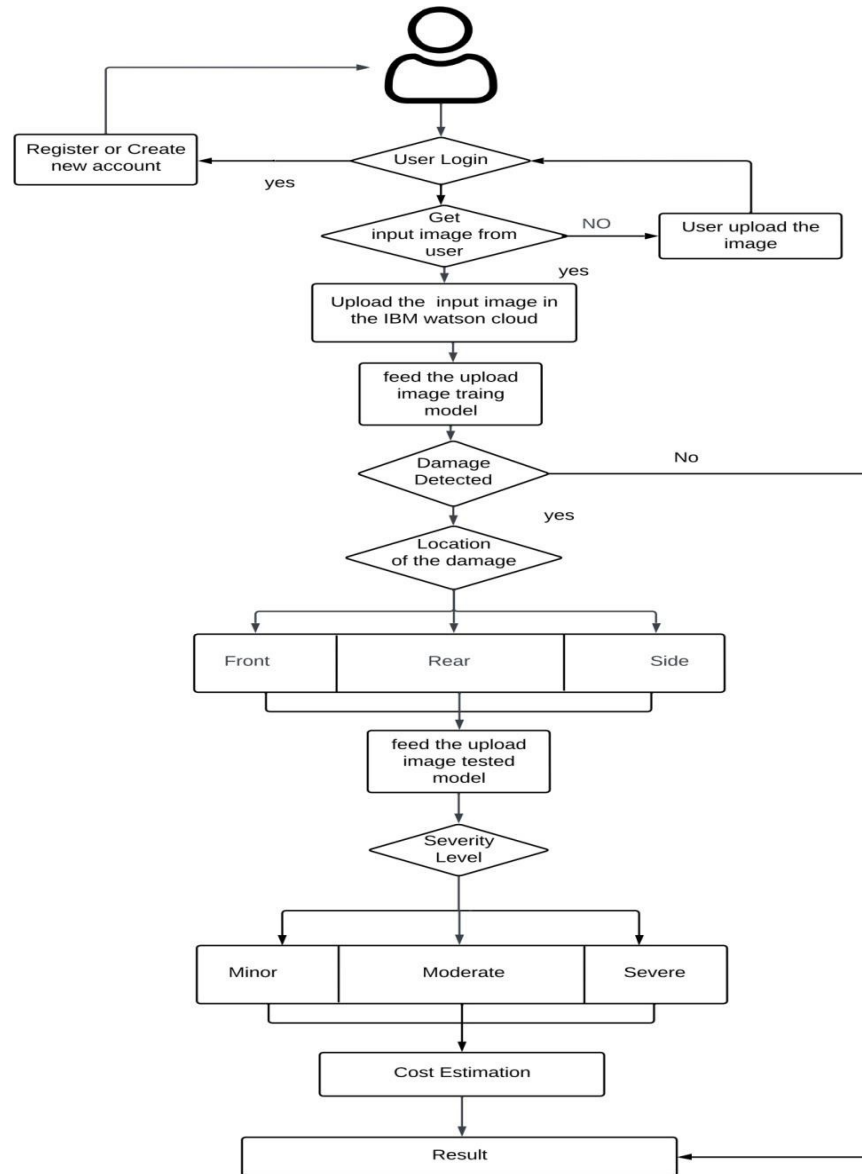 Register or Create
new account
User Login
yes
Get
input image from
user
NO
User upload the
image
yes
Upload the input image in
the IBM watson cloud
feed the upload
image traing
model
Damage
Detected
No
yes
Location
of the damage
Front
Rear
Side
feed the upload
image tested
model
Severity
Level
Minor
Moderate
Severe
Cost Estimation
Result